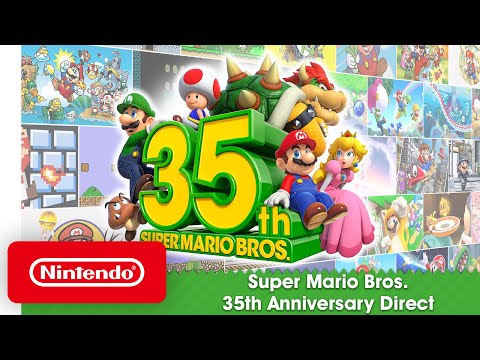 35th
SUPER MARIO BROS.
Nintendo
Super Mario Bros.
35th Anniversary Direct